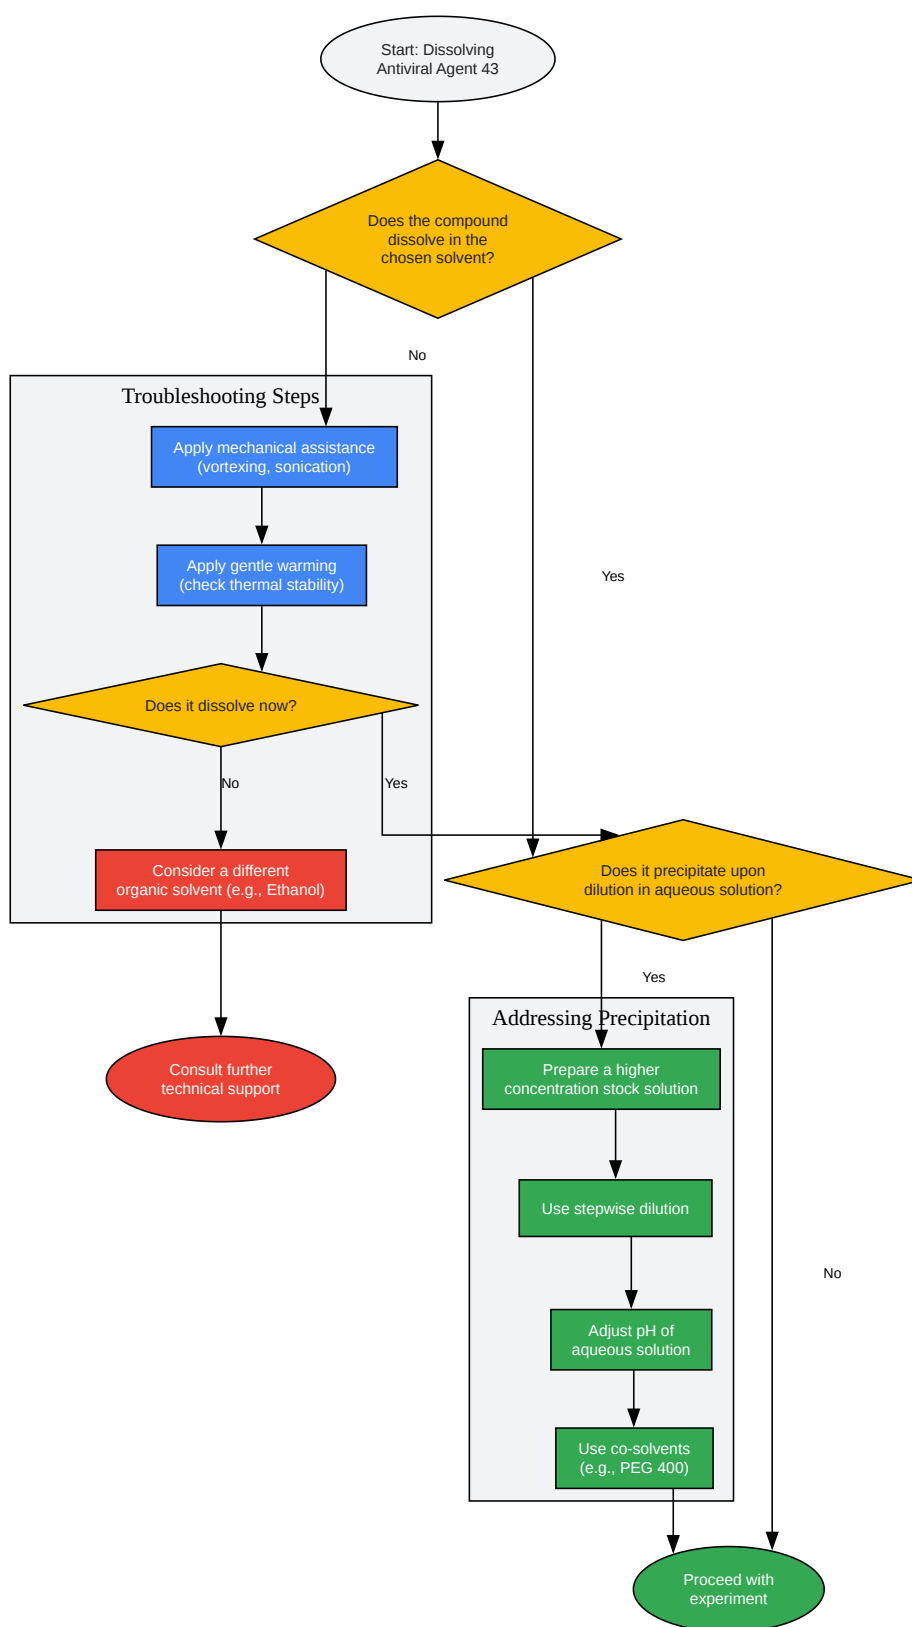 Start: Dissolving
Antiviral Agent 43
Does the compound
dissolve in the
chosen solvent?
No
Troubleshooting Steps
Apply mechanical assistance
(vortexing, sonication)
Apply gentle warming
(check thermal stability)
Yes
Does it dissolve now?
No
Yes
Consider a different
organic solvent (e.g., Ethanol)
Does it precipitate upon
dilution in aqueous solution?
Yes
Addressing Precipitation
Consult further
technical support
Prepare a higher
concentration stock solution
Use stepwise dilution
No
Adjust pH of
aqueous solution
Use co-solvents
(e.g., PEG 400)
Proceed with
experiment